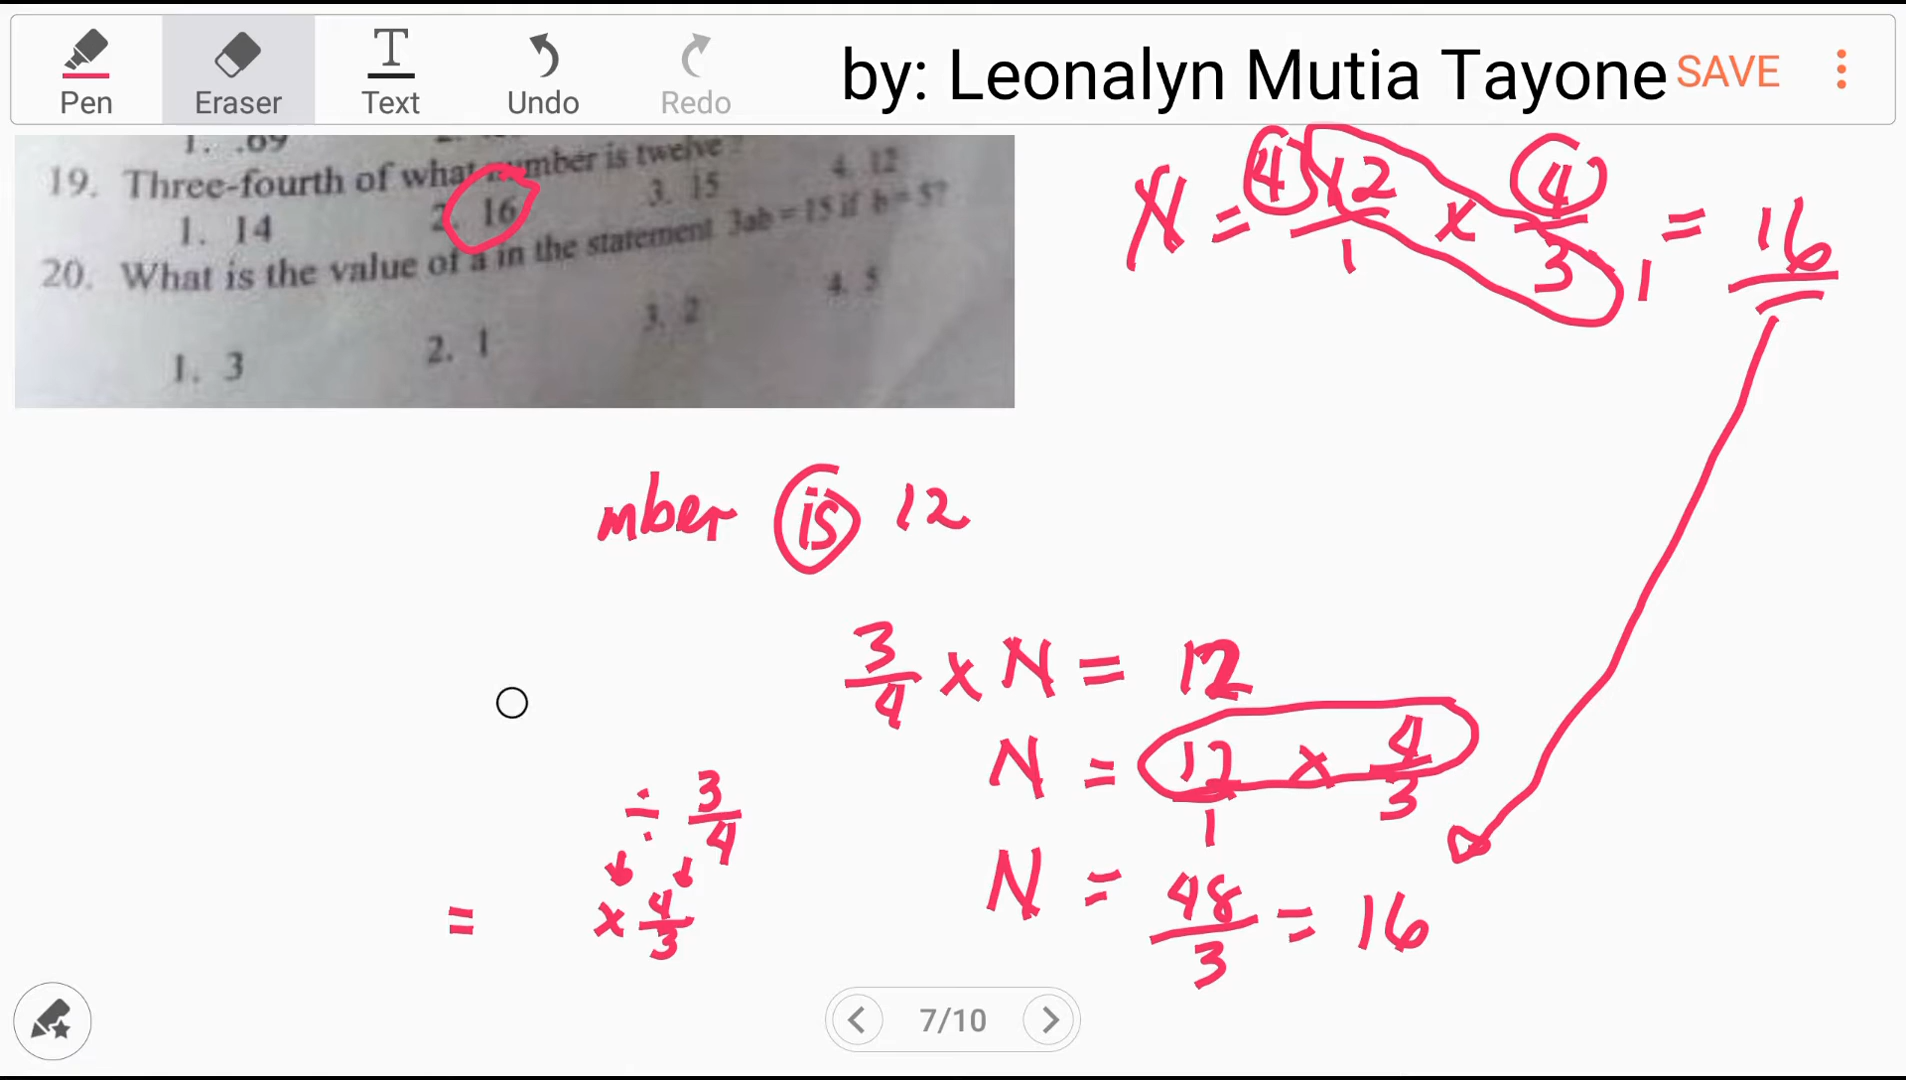 Pen
Eraser
Text
Undo
Redo
by: Leonalyn Mutia Tayone
SAVE
1. .69
19. Three-fourth of what number is twelve ?
1. 14 2. 16 3. 15 4. 12
20. What is the value of a in the statement 3ab = 15 if b = 5?
1. 3 2. 1 3. 2 4. 5
N = 4 12/1 x 4/3 1 = 16
mber is 12
3/4 x N = 12
N = 12/1 x 4/3
N = 48/3 = 16
÷ 3/4
= x 4/3
7/10